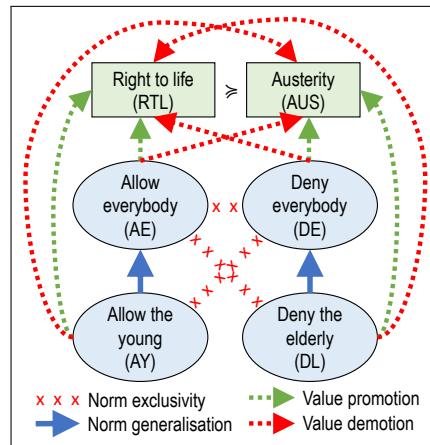 Right to life
(RTL)
≽
Austerity
(AUS)
Allow
everybody
(AE)
x x
Deny
everybody
(DE)
x x x x x x x x x
Allow the
young
(AY)
Deny the
elderly
(DL)
x x x Norm exclusivity
Value promotion
Norm generalisation
Value demotion